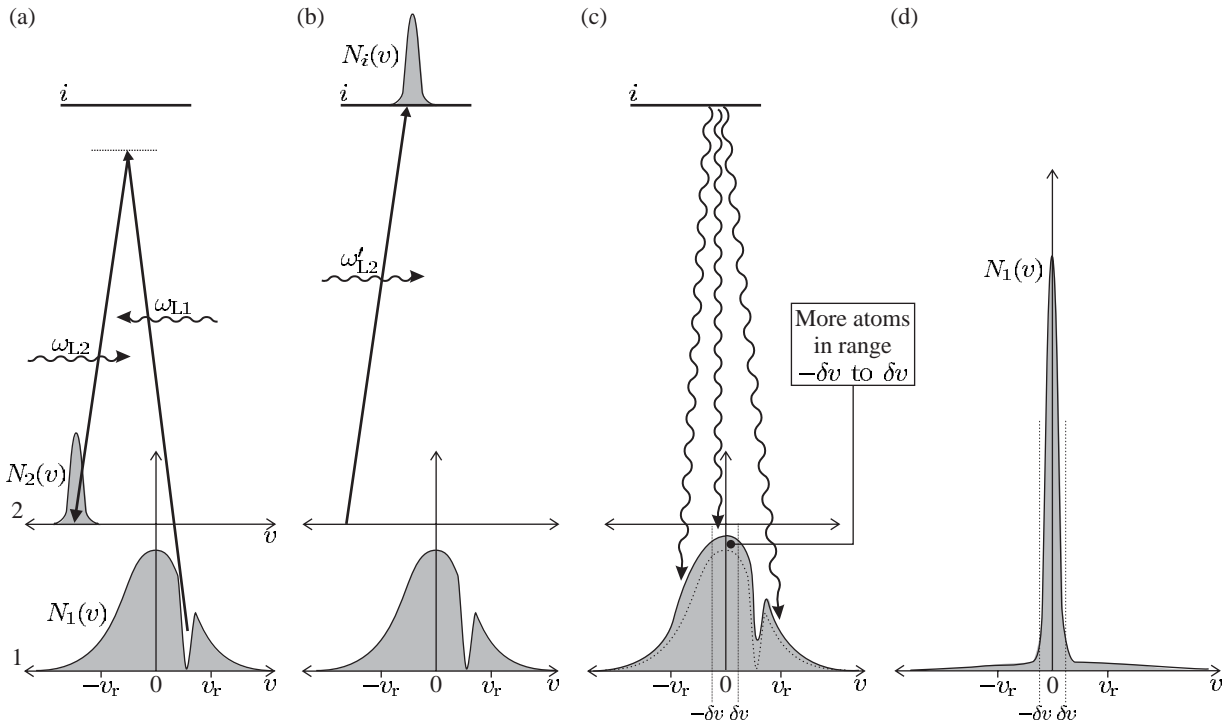 (a)
i
ω_L2
ω_L1
N_2(v)
2
v
N_1(v)
1
−v_r 0 v_r v
(b)
N_i(v)
i
ω′_L2
−v_r 0 v_r v
(c)
i
More atoms
in range
−δv to δv
−v_r 0 v_r v
−δv δv
(d)
N_1(v)
−v_r 0 v_r v
−δv δv